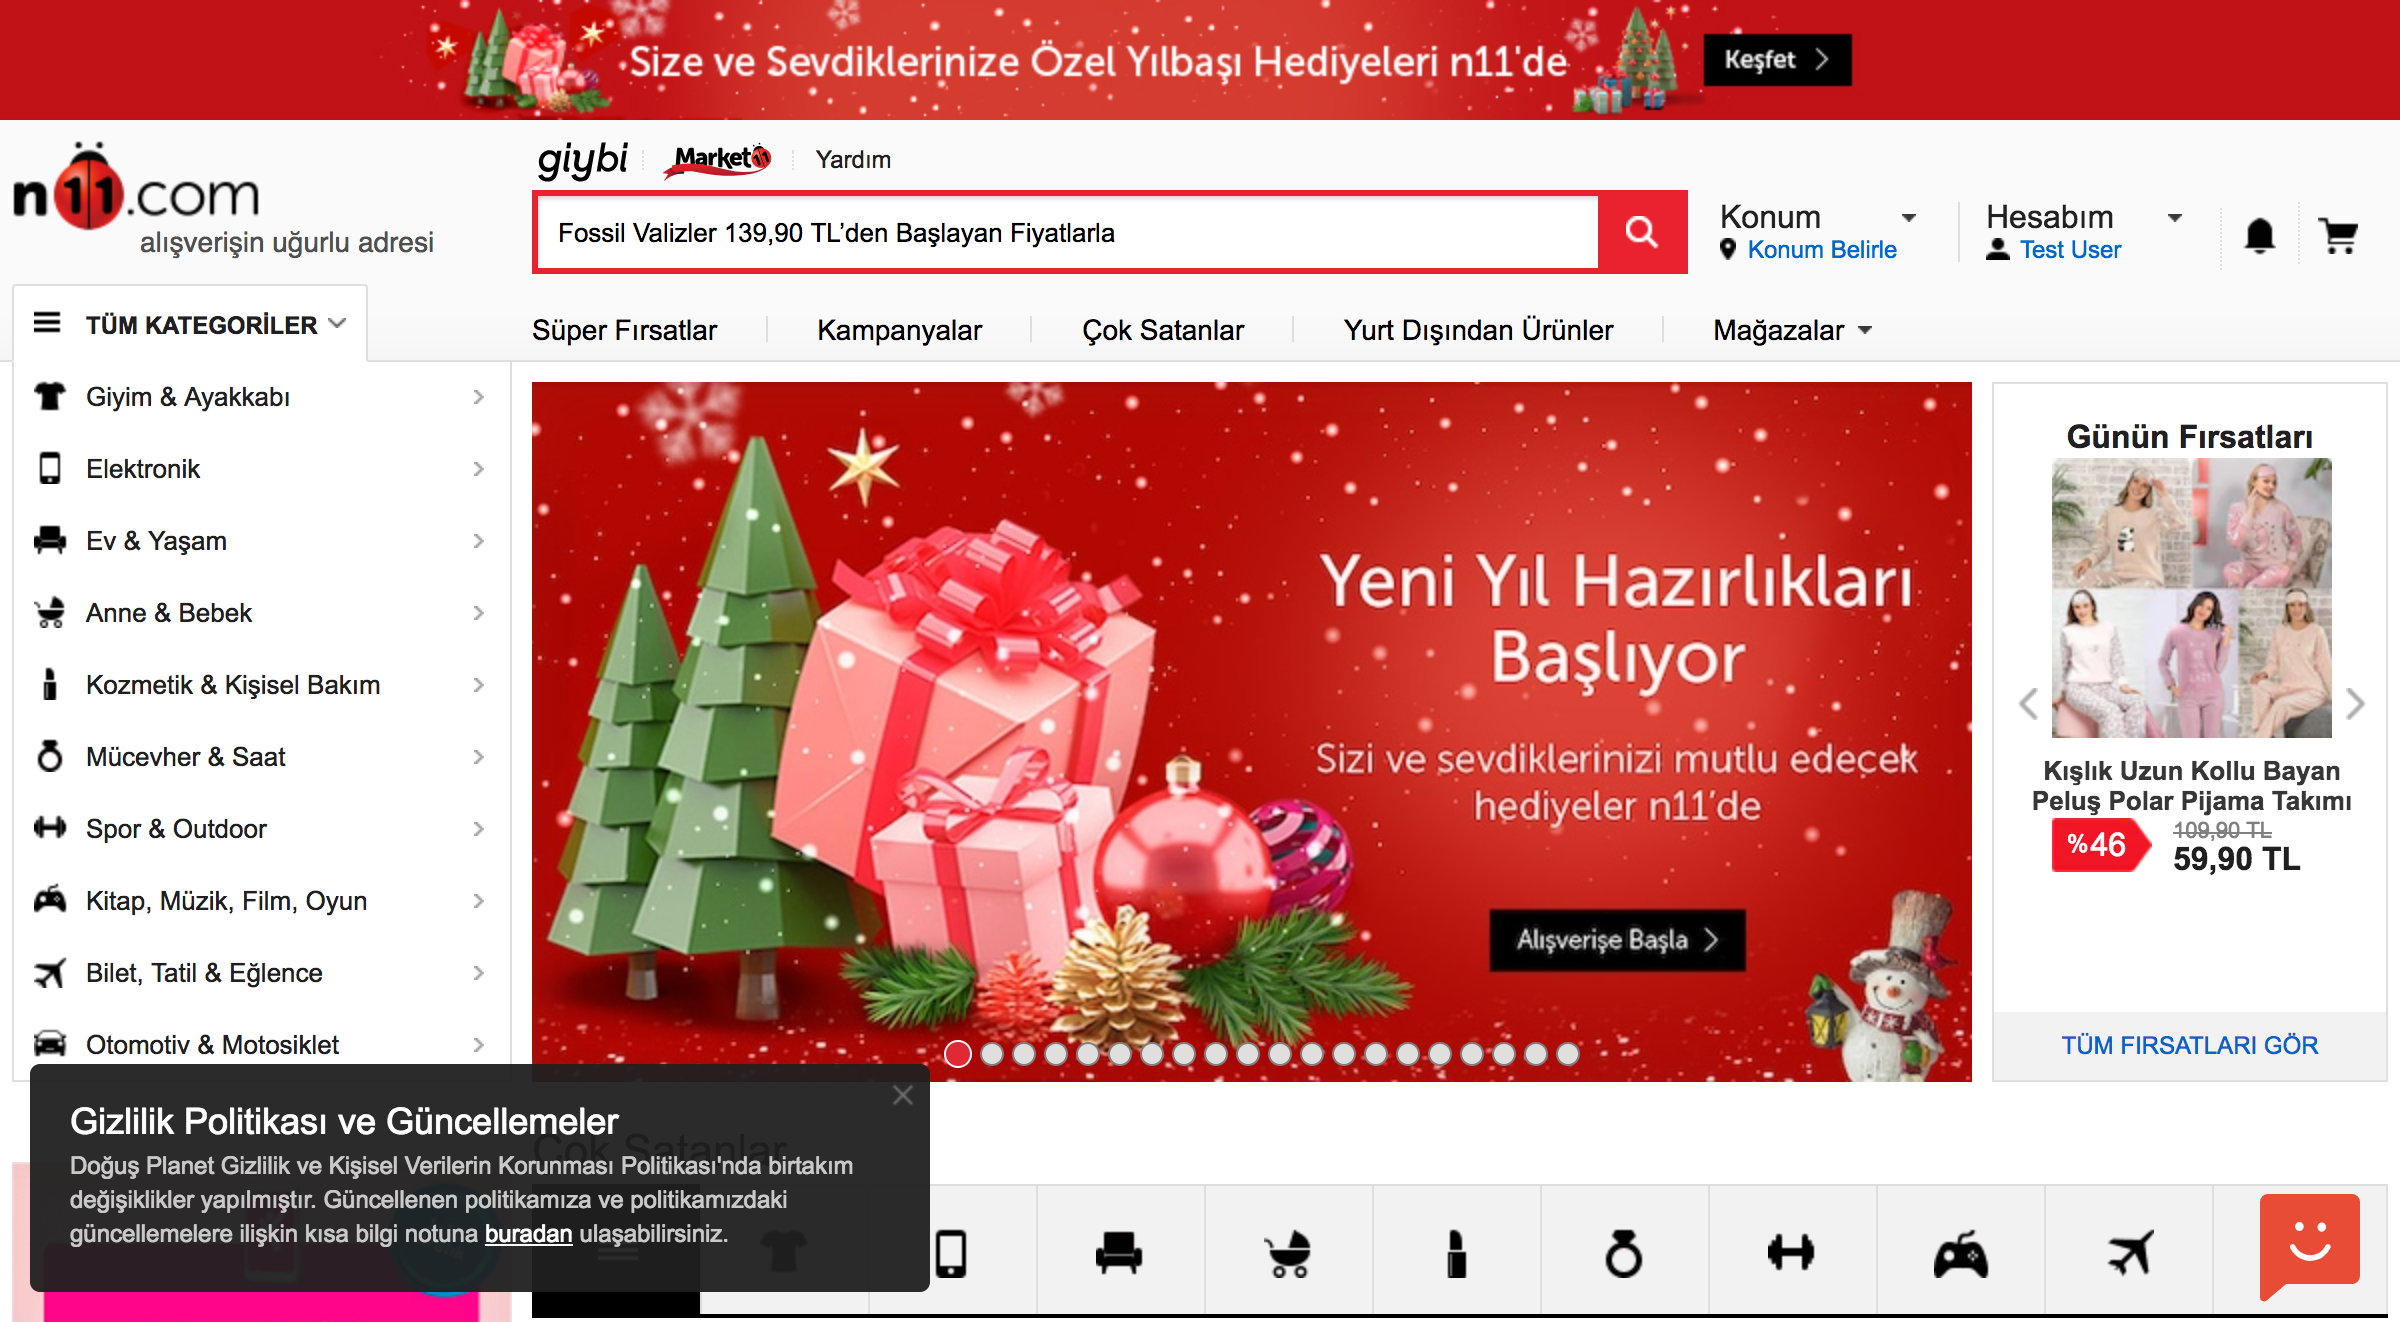 Size ve Sevdiklerinize Özel Yılbaşı Hediyeleri n11'de
Keşfet
n11.com
alışverişin uğurlu adresi
giybi
Market11
Yardım
Fossil Valizler 139,90 TL’den Başlayan Fiyatlarla
Konum
Konum Belirle
Hesabım
Test User
TÜM KATEGORİLER
Süper Fırsatlar
Kampanyalar
Çok Satanlar
Yurt Dışından Ürünler
Mağazalar
Giyim & Ayakkabı
Elektronik
Ev & Yaşam
Anne & Bebek
Kozmetik & Kişisel Bakım
Mücevher & Saat
Spor & Outdoor
Kitap, Müzik, Film, Oyun
Bilet, Tatil & Eğlence
Otomotiv & Motosiklet
Yeni Yıl Hazırlıkları
Başlıyor
Sizi ve sevdiklerinizi mutlu edecek
hediyeler n11'de
Alışverişe Başla
Günün Fırsatları
Kışlık Uzun Kollu Bayan
Peluş Polar Pijama Takımı
%46
109,90 TL
59,90 TL
TÜM FIRSATLARI GÖR
Çok Satanlar
Gizlilik Politikası ve Güncellemeler
Doğuş Planet Gizlilik ve Kişisel Verilerin Korunması Politikası'nda birtakım
değişiklikler yapılmıştır. Güncellenen politikamıza ve politikamızdaki
güncellemelere ilişkin kısa bilgi notuna buradan ulaşabilirsiniz.